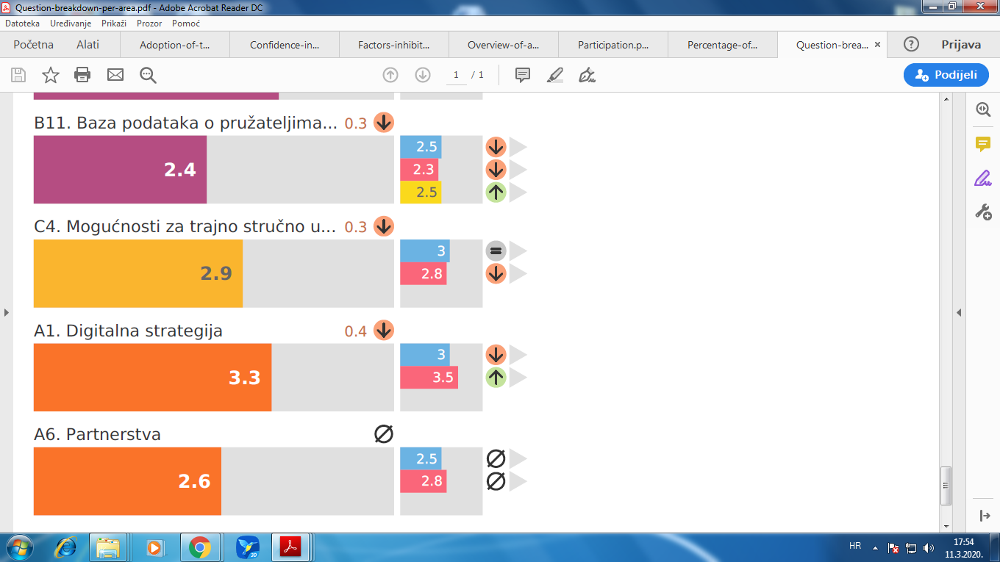 Question-breakdown-per-area.pdf - Adobe Acrobat Reader DC
Datoteka Uređivanje Prikaži Prozor Pomoć
Početna Alati Adoption-of-t... Confidence-in... Factors-inhibit... Overview-of-a... Participation.p... Percentage-of... Question-brea... Prijava
1 / 1 Podijeli
B11. Baza podataka o pružateljima... 0.3
2.4
2.5
2.3
2.5
C4. Mogućnosti za trajno stručno u... 0.3
2.9
3
2.8
A1. Digitalna strategija 0.4
3.3
3
3.5
A6. Partnerstva
2.6
2.5
2.8
3D
HR
17:54
11.3.2020.